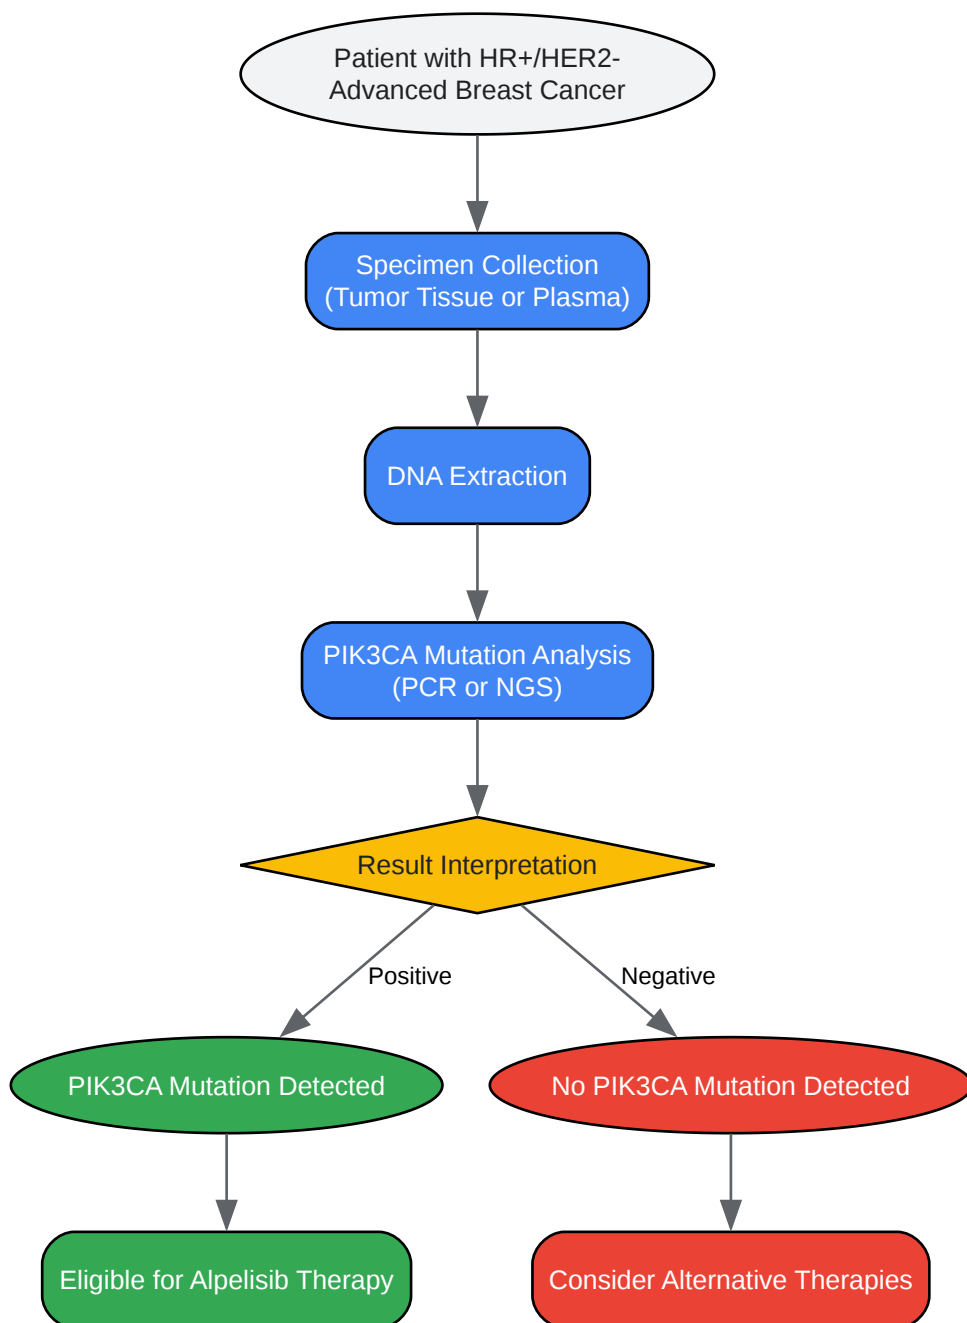 Patient with HR+/HER2-
Advanced Breast Cancer
Specimen Collection
(Tumor Tissue or Plasma)
DNA Extraction
PIK3CA Mutation Analysis
(PCR or NGS)
Result Interpretation
Positive
Negative
PIK3CA Mutation Detected
No PIK3CA Mutation Detected
Eligible for Alpelisib Therapy
Consider Alternative Therapies